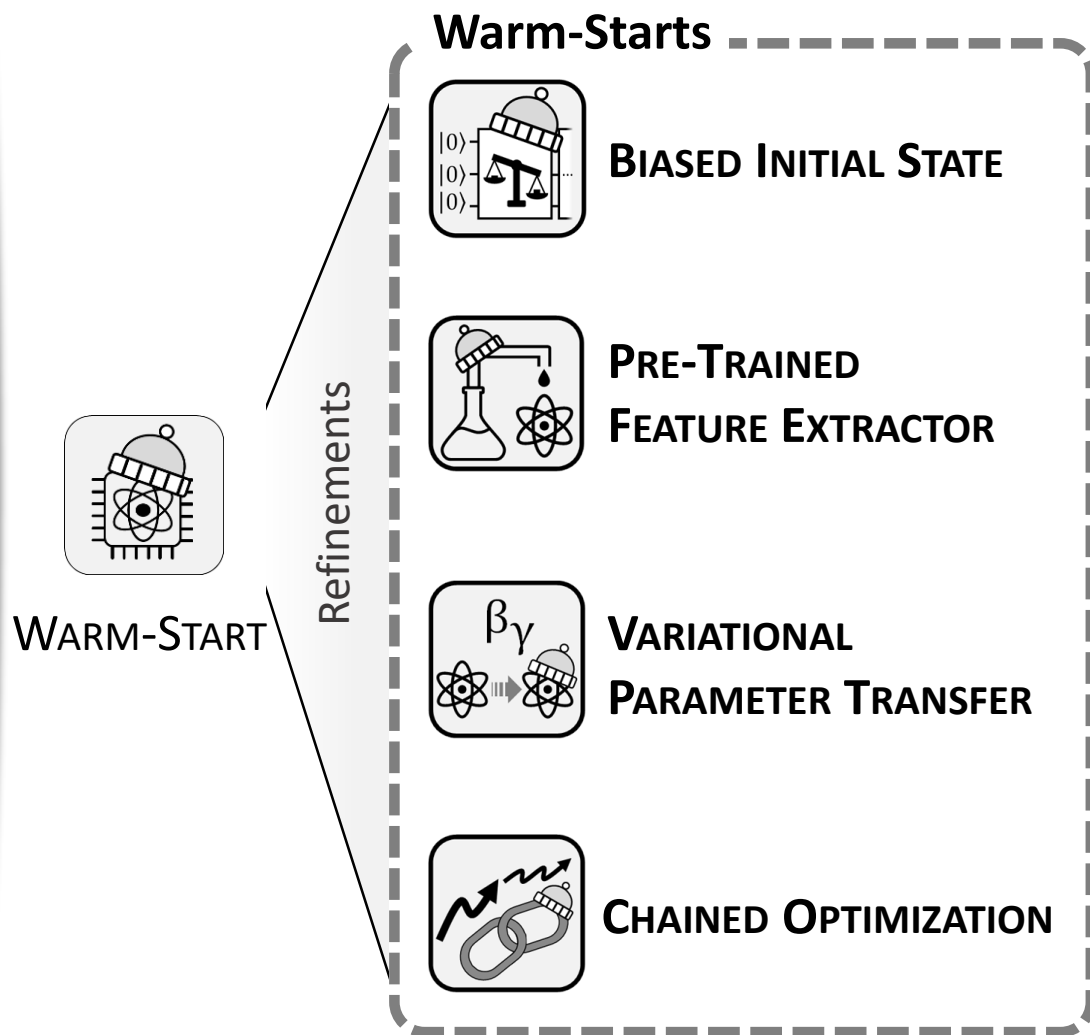 Warm-Starts
|0⟩
|0⟩
|0⟩
...
BIASED INITIAL STATE
PRE-TRAINED
FEATURE EXTRACTOR
Refinements
WARM-START
βγ
VARIATIONAL
PARAMETER TRANSFER
CHAINED OPTIMIZATION